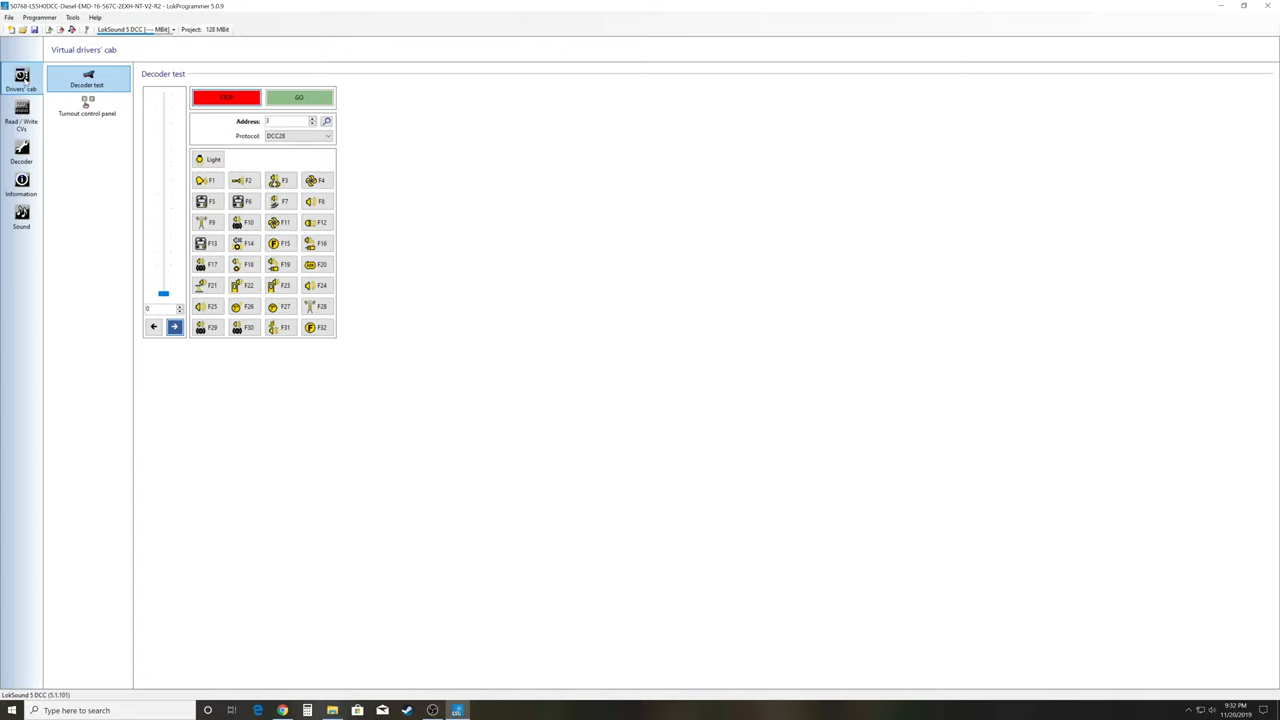 S0768-LS5H0DCC-Diesel-EMD-16-567C-2EXH-NT-V2-R2 - LokProgrammer 5.0.9
File Programmer Tools Help
LokSound 5 DCC [--- MBit] Project: 128 MBit
Virtual drivers' cab
Drivers' cab
Read / Write CVs
Decoder
Information
Sound
Decoder test
Turnout control panel
Decoder test
STOP GO
Address: 3
Protocol: DCC28
Light
F1 F2 F3 F4
F5 F6 F7 F8
F9 F10 F11 F12
F13 F14 F15 F16
F17 F18 F19 F20
F21 F22 F23 F24
F25 F26 F27 F28
F29 F30 F31 F32
0
LokSound 5 DCC (5.1.101)
Type here to search
9:32 PM
11/20/2019